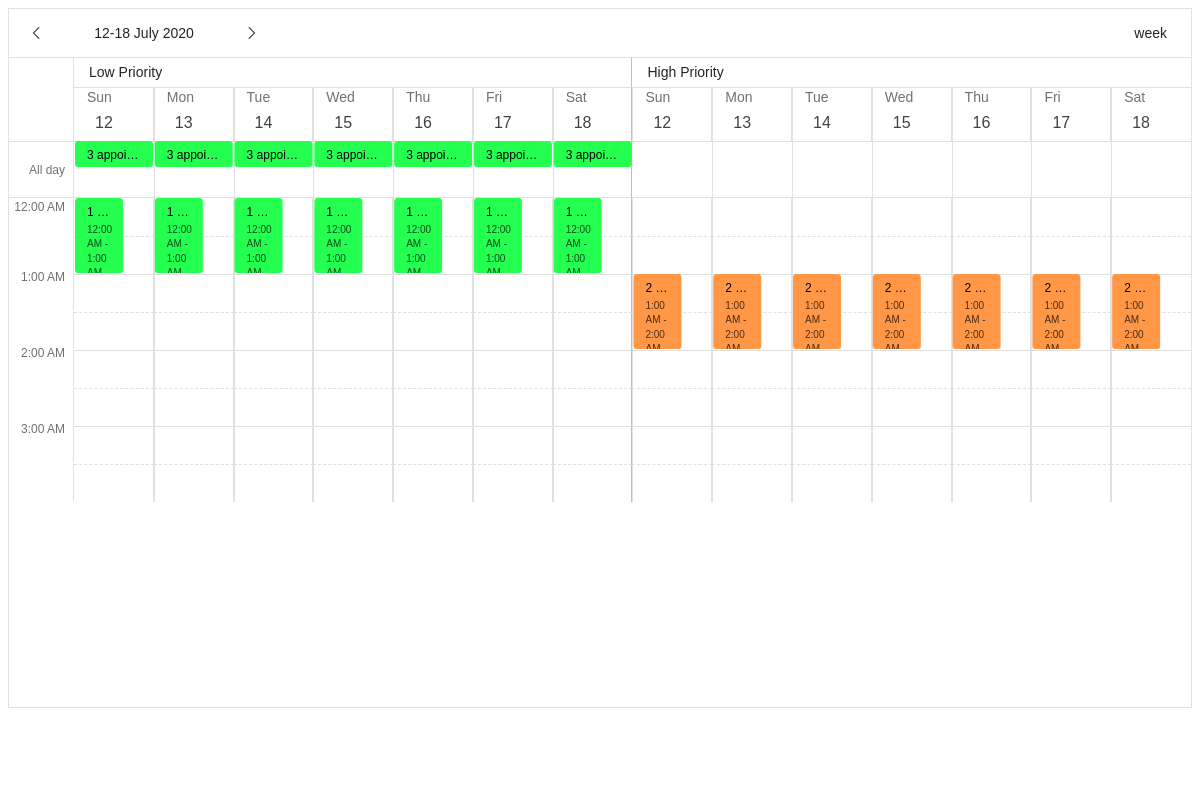 12-18 July 2020 week
Low Priority High Priority
Sun Mon Tue Wed Thu Fri Sat Sun Mon Tue Wed Thu Fri Sat
12 13 14 15 16 17 18 12 13 14 15 16 17 18
3 appoi… 3 appoi… 3 appoi… 3 appoi… 3 appoi… 3 appoi… 3 appoi…
All day
12:00 AM
1 … 1 … 1 … 1 … 1 … 1 … 1 …
12:00 12:00 12:00 12:00 12:00 12:00 12:00
AM - AM - AM - AM - AM - AM - AM -
1:00 1:00 1:00 1:00 1:00 1:00 1:00
AM AM AM AM AM AM AM
1:00 AM
2 … 2 … 2 … 2 … 2 … 2 … 2 …
1:00 1:00 1:00 1:00 1:00 1:00 1:00
AM - AM - AM - AM - AM - AM - AM -
2:00 2:00 2:00 2:00 2:00 2:00 2:00
AM AM AM AM AM AM AM
2:00 AM
3:00 AM